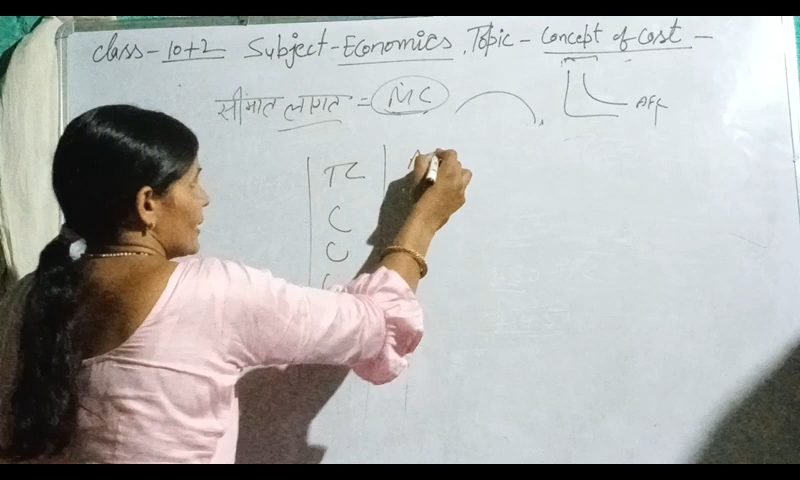 Class - 10+2 Subject - Economics, Topic - Concept of Cost -
सीमांत लागत = MC
AFC
TC
C
C